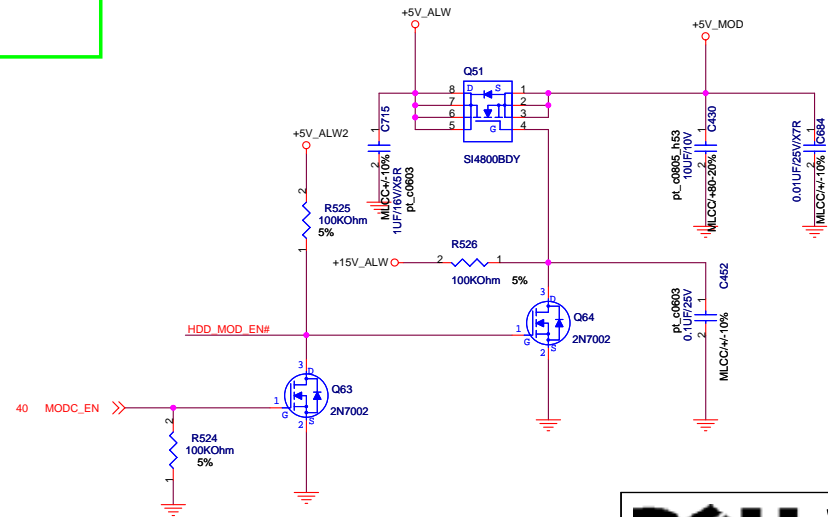 +5V_ALW
+5V_MOD
Q51
8 D S 1
7 2
6 3
5 G 4
SI4800BDY
1
C715
2
MLCC+/-10%
1UF/16V/X5R
pt_c0603
1
C430
2
pt_c0805_h53
10UF/10V
MLCC/+80-20%
1
C684
2
0.01UF/25V/X7R
MLCC/+/-10%
+5V_ALW2
2
R525
100KOhm
5%
1
R526
+15V_ALW
2 1
100KOhm 5%
C452
1
2
pt_c0603
0.1UF/25V
MLCC/+/-10%
3
D
Q64
1
G
2N7002
2 S
HDD_MOD_EN#
3
D
Q63
1
G
2N7002
2 S
40 MODC_EN
2
R524
100KOhm
5%
1